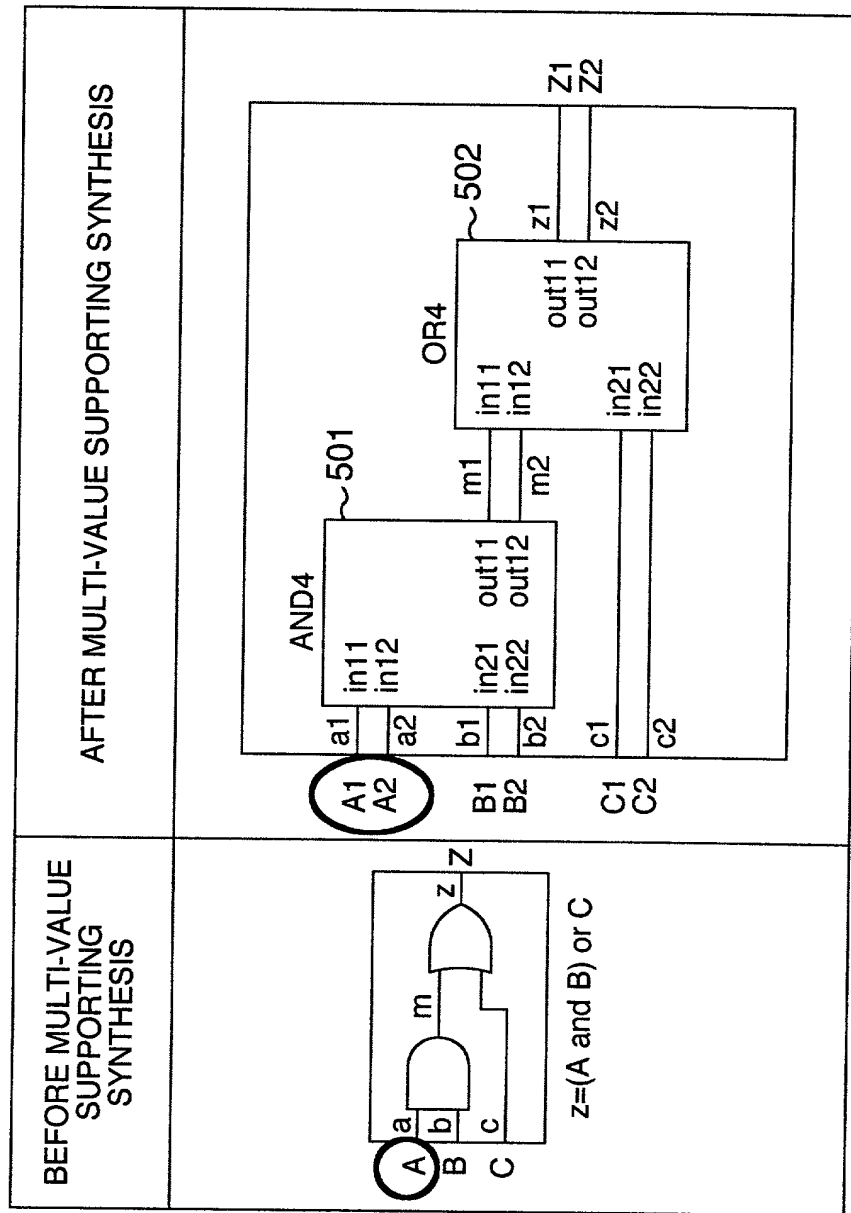 BEFORE MULTI-VALUE
SUPPORTING
SYNTHESIS
A
B
C
a
b
c
m
z
Z
z=(A and B) or C
AFTER MULTI-VALUE SUPPORTING SYNTHESIS
A1
A2
B1
B2
C1
C2
a1
a2
b1
b2
c1
c2
AND4
501
in11
in12
in21
in22
out11
out12
m1
m2
OR4
502
in11
in12
in21
in22
out11
out12
z1
z2
Z1
Z2